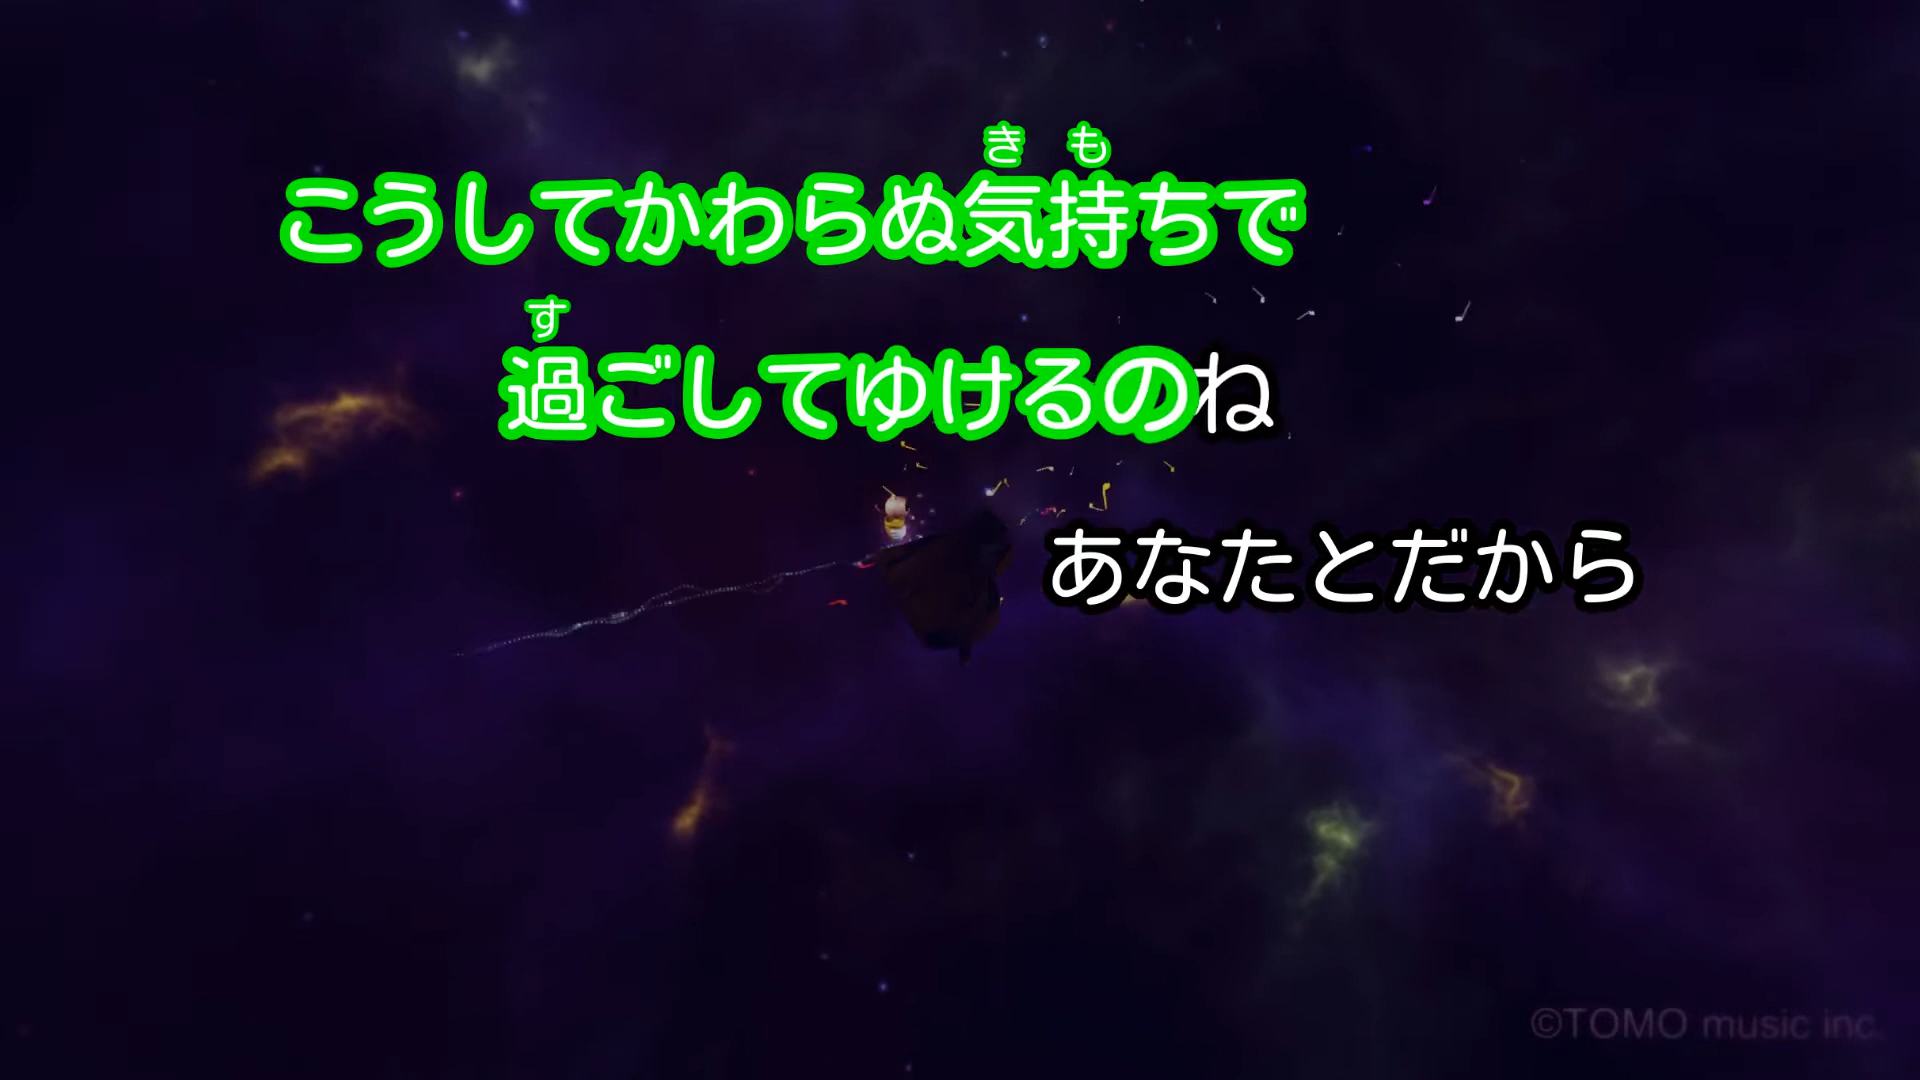 きも
こうしてかわらぬ気持ちで
す
過ごしてゆけるのね
あなたとだから
©TOMO music inc.